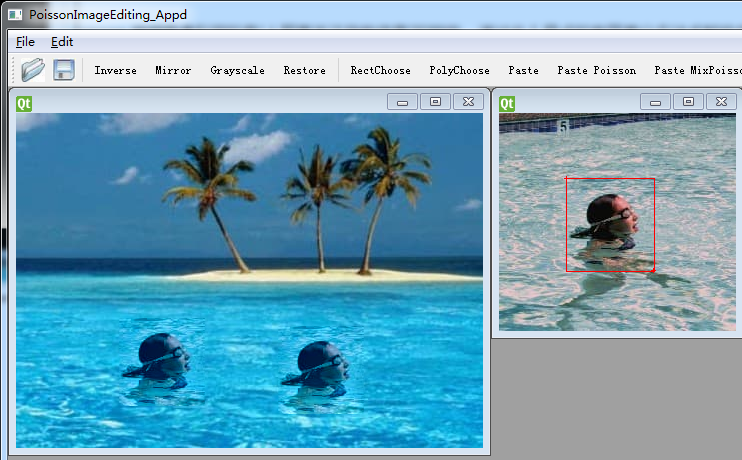 PoissonImageEditing_Appd
File Edit
Inverse Mirror Grayscale Restore RectChoose PolyChoose Paste Paste Poisson Paste MixPoisso
Qt
Qt
5